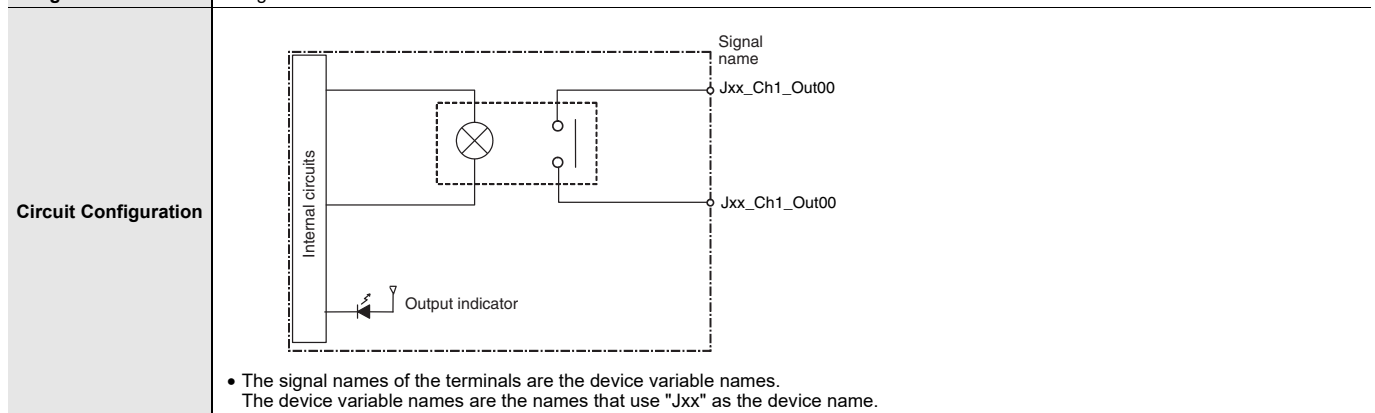 Circuit Configuration
Signal
name
Jxx_Ch1_Out00
Internal circuits
Jxx_Ch1_Out00
Output indicator
• The signal names of the terminals are the device variable names.
The device variable names are the names that use "Jxx" as the device name.